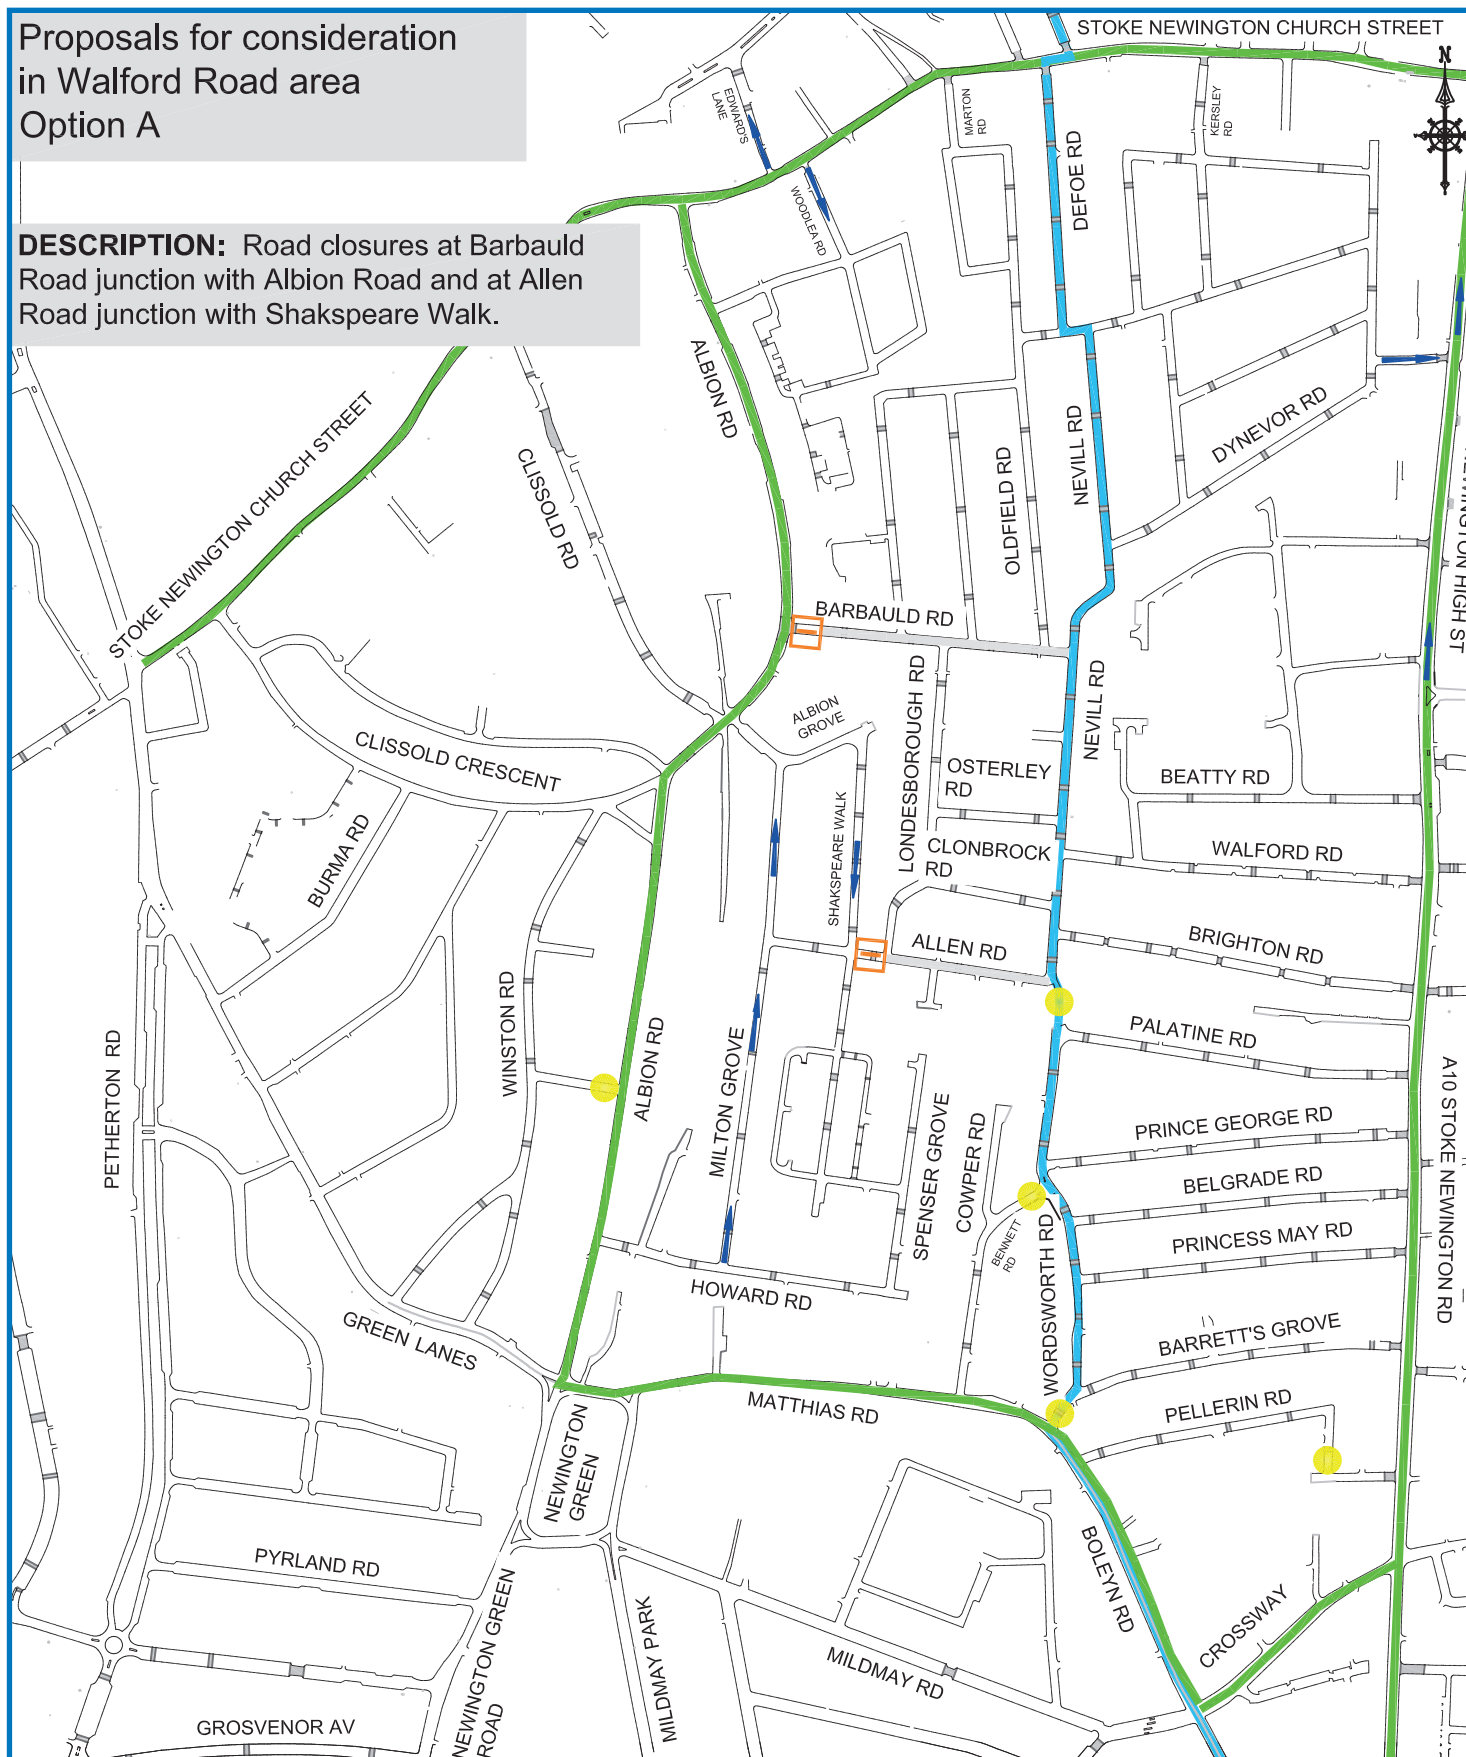 Proposals for consideration
in Walford Road area
Option A
DESCRIPTION: Road closures at Barbauld
Road junction with Albion Road and at Allen
Road junction with Shakspeare Walk.
STOKE NEWINGTON CHURCH STREET
N
EDWARD'S
LANE
MARTON
RD
KERSLEY
RD
DEFOE RD
WOODLEA RD
ALBION RD
STOKE NEWINGTON CHURCH STREET
CLISSOLD RD
OLDFIELD RD
NEVILL RD
DYNEVOR RD
NEWINGTON HIGH ST
BARBAULD RD
LONDESBOROUGH RD
NEVILL RD
ALBION
GROVE
CLISSOLD CRESCENT
OSTERLEY
RD
BEATTY RD
BURMA RD
SHAKSPEARE WALK
CLONBROCK
RD
WALFORD RD
ALLEN RD
BRIGHTON RD
WINSTON RD
PETHERTON RD
ALBION RD
MILTON GROVE
PALATINE RD
A10 STOKE NEWINGTON RD
PRINCE GEORGE RD
SPENSER GROVE
COWPER RD
BENNETT
RD
BELGRADE RD
WORDSWORTH RD
PRINCESS MAY RD
HOWARD RD
GREEN LANES
BARRETT'S GROVE
MATTHIAS RD
PELLERIN RD
NEWINGTON
GREEN
PYRLAND RD
BOLEYN RD
CROSSWAY
NEWINGTON GREEN
ROAD
MILDMAY PARK
MILDMAY RD
GROSVENOR AV